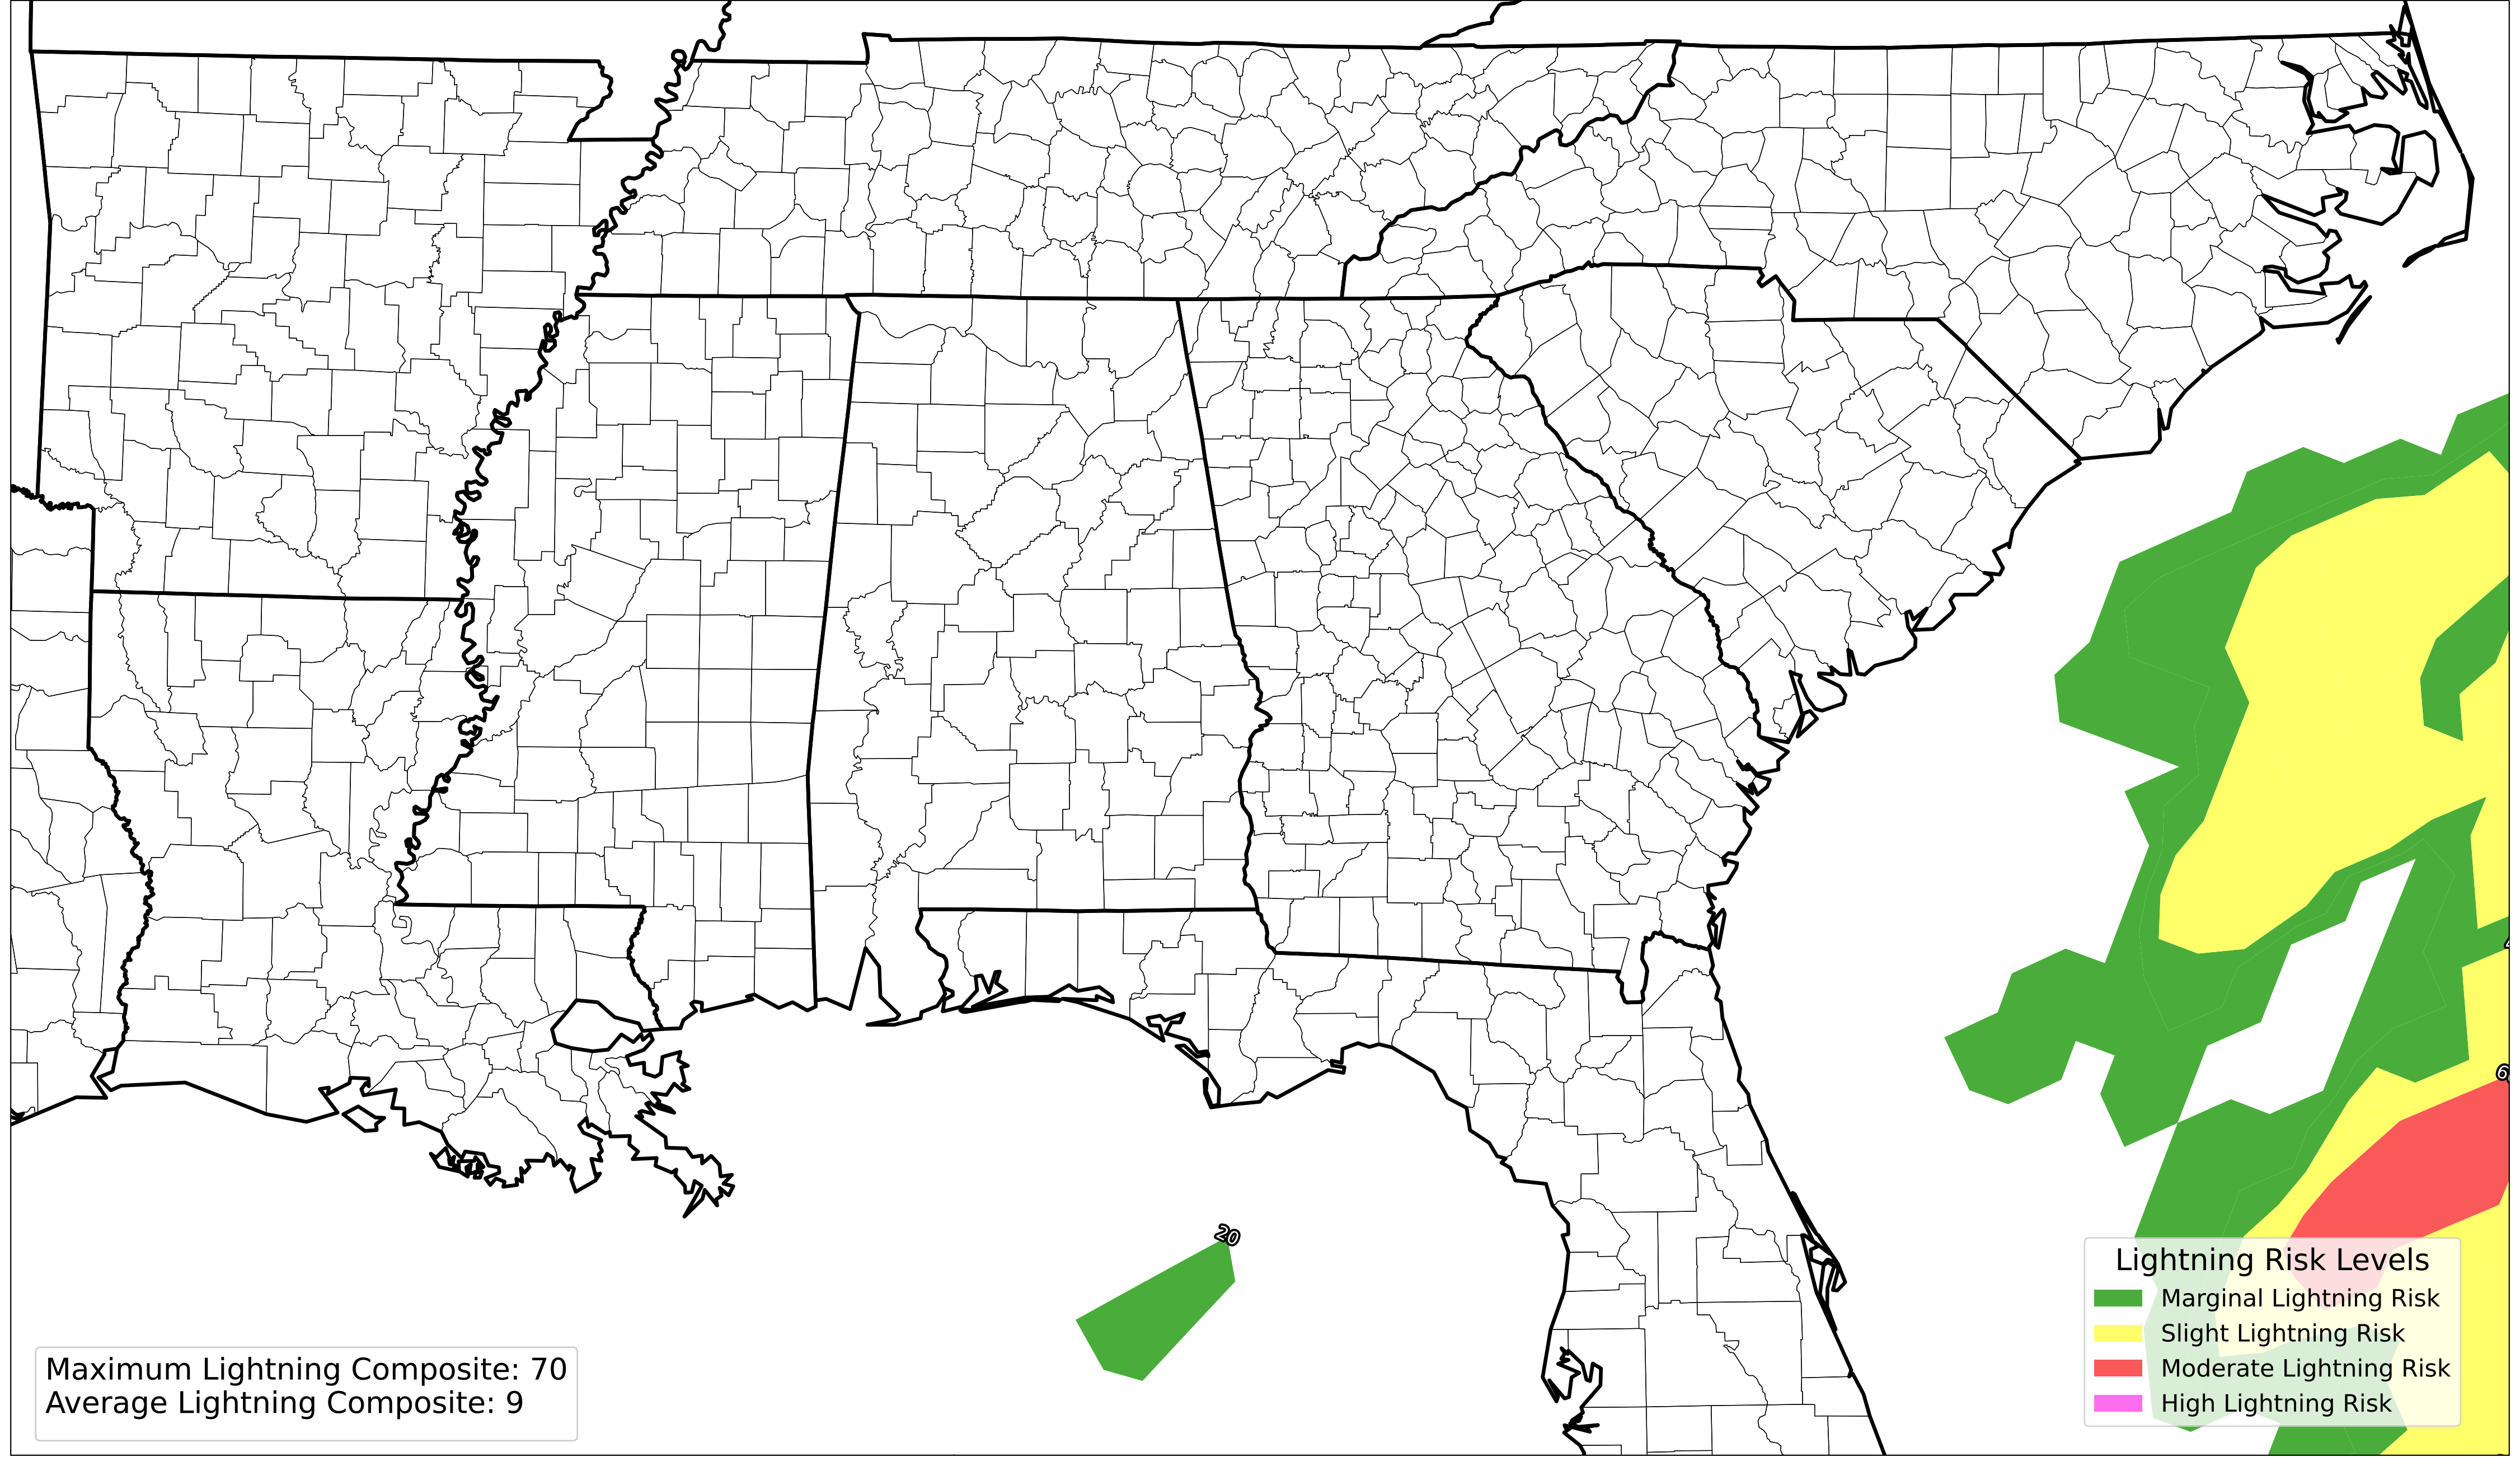 20
Lightning Risk Levels
Marginal Lightning Risk
Slight Lightning Risk
Moderate Lightning Risk
High Lightning Risk
Maximum Lightning Composite: 70
Average Lightning Composite: 9